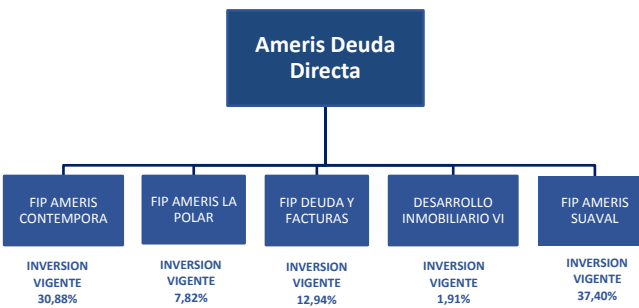 Ameris Deuda
Directa
FIP AMERIS
CONTEMPORA
FIP AMERIS LA
POLAR
FIP DEUDA Y
FACTURAS
DESARROLLO
INMOBILIARIO VI
FIP AMERIS
SUAVAL
INVERSION
VIGENTE
30,88%
INVERSION
VIGENTE
7,82%
INVERSION
VIGENTE
12,94%
INVERSION
VIGENTE
1,91%
INVERSION
VIGENTE
37,40%